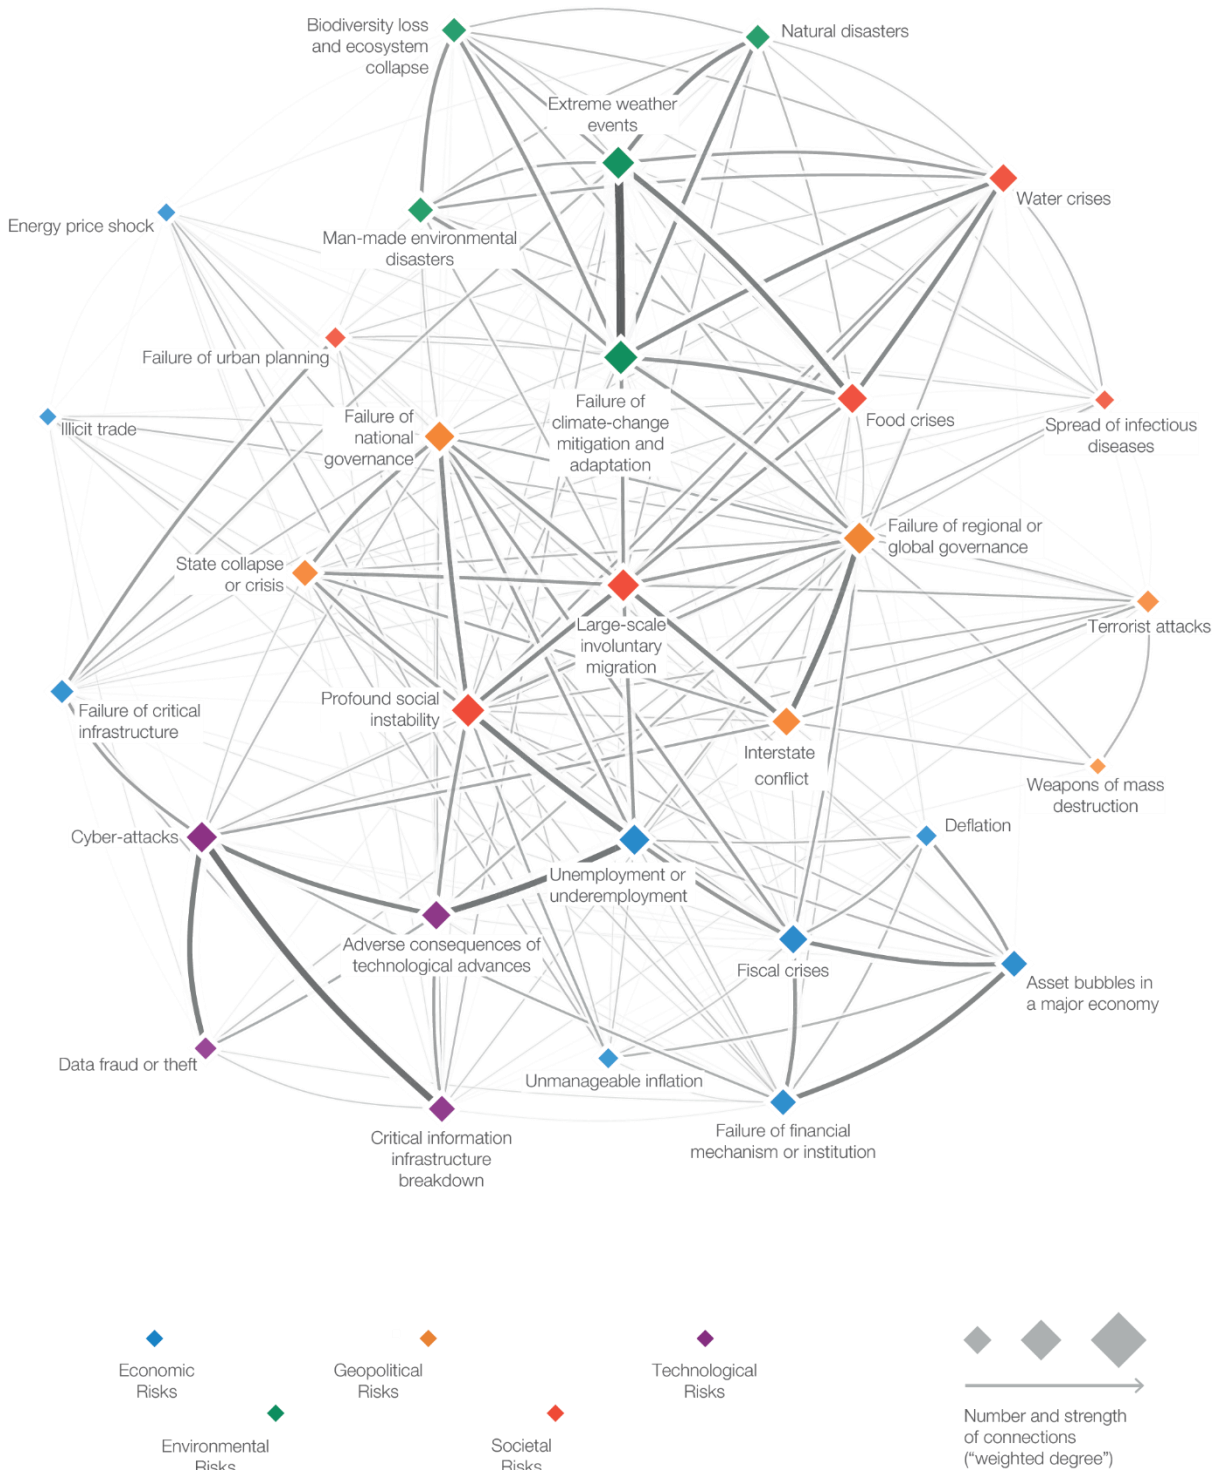 Biodiversity loss
and ecosystem
collapse
Natural disasters
Extreme weather
events
Water crises
Energy price shock
Man-made environmental
disasters
Failure of urban planning
Illicit trade
Failure of
national
governance
Failure of
climate-change
mitigation and
adaptation
Food crises
Spread of infectious
diseases
Failure of regional or
global governance
State collapse
or crisis
Large-scale
involuntary
migration
Terrorist attacks
Profound social
instability
Failure of critical
infrastructure
Interstate
conflict
Weapons of mass
destruction
Cyber-attacks
Deflation
Unemployment or
underemployment
Adverse consequences of
technological advances
Fiscal crises
Asset bubbles in
a major economy
Data fraud or theft
Unmanageable inflation
Critical information
infrastructure
breakdown
Failure of financial
mechanism or institution
Economic
Risks
Geopolitical
Risks
Technological
Risks
Environmental
Risks
Societal
Risks
Number and strength
of connections
(“weighted degree”)